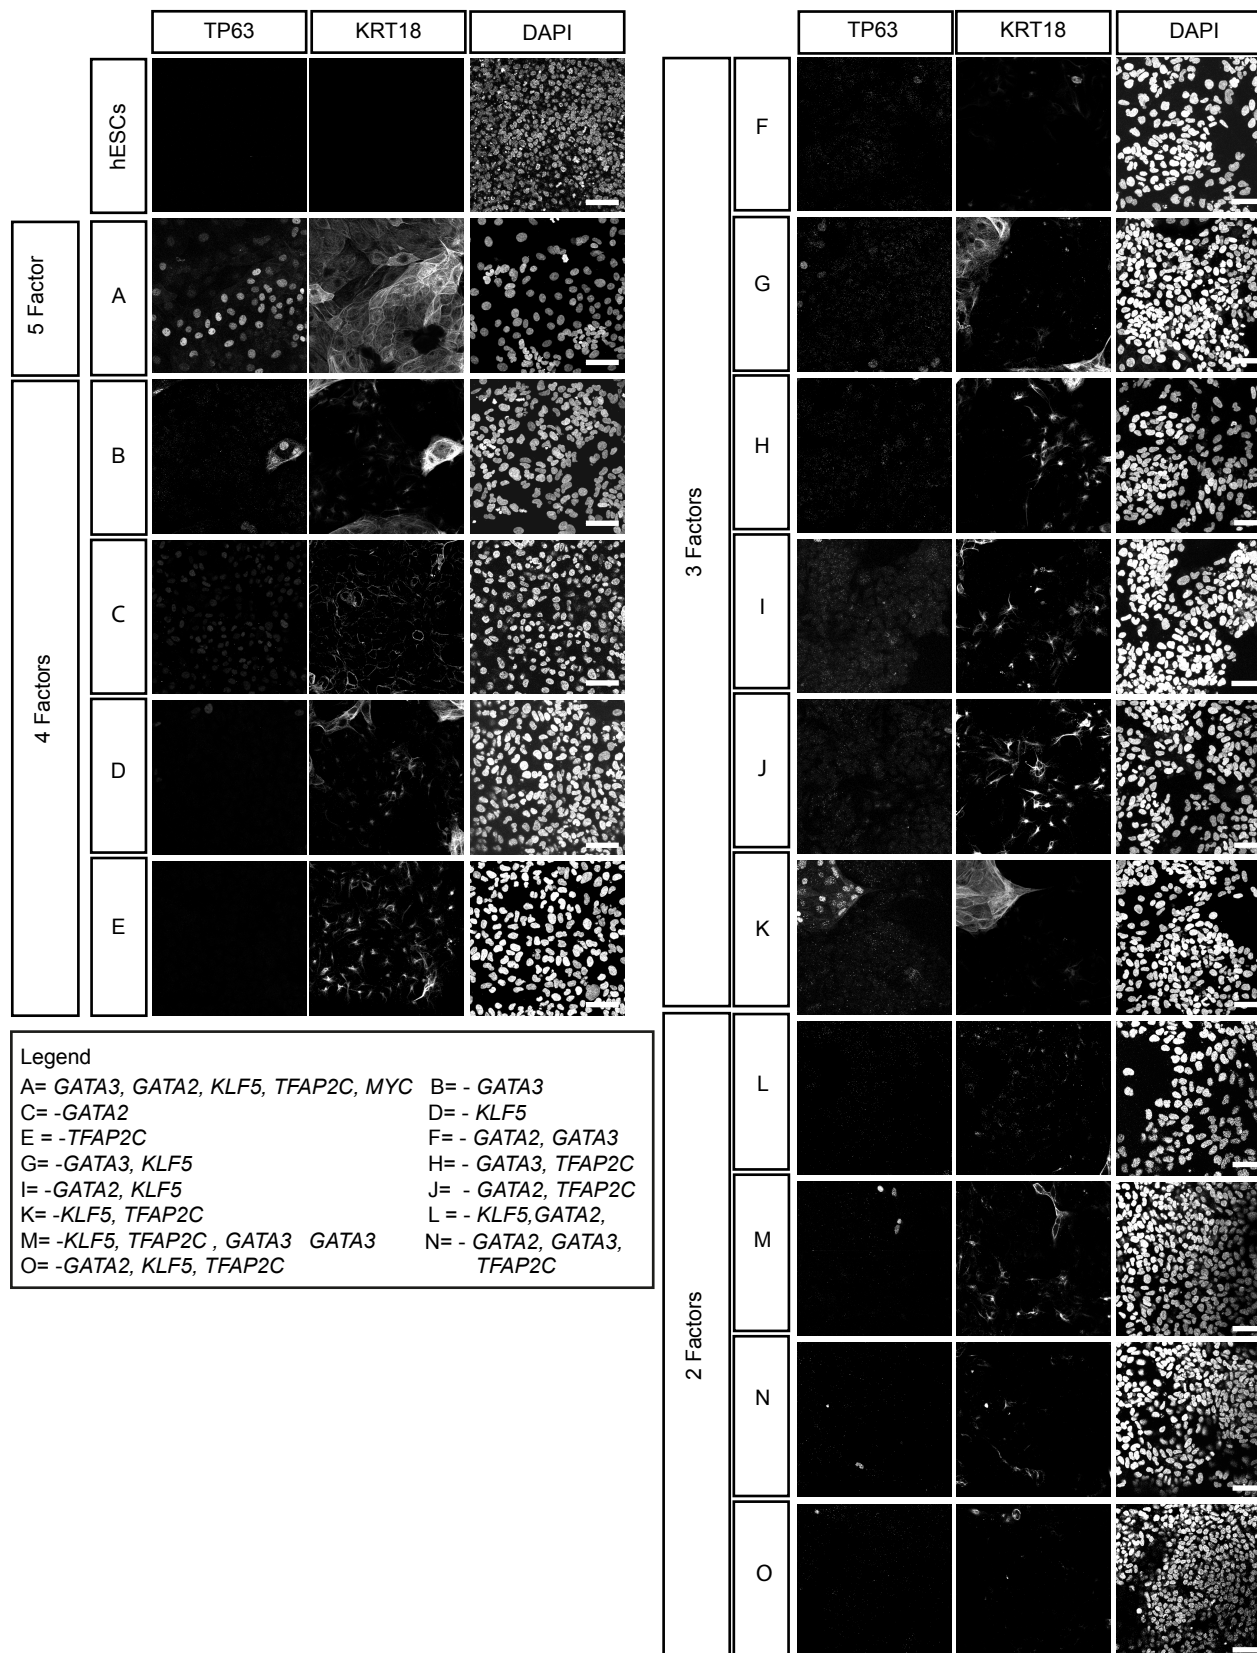 TP63 KRT18 DAPI
hESCs
5 Factor
A
4 Factors
B
C
D
E
TP63 KRT18 DAPI
3 Factors
F
G
H
I
J
K
2 Factors
L
M
N
O
Legend
A= GATA3, GATA2, KLF5, TFAP2C, MYC B= - GATA3
C= -GATA2 D= - KLF5
E = -TFAP2C F= - GATA2, GATA3
G= -GATA3, KLF5 H= - GATA3, TFAP2C
I= -GATA2, KLF5 J= - GATA2, TFAP2C
K= -KLF5, TFAP2C L = - KLF5,GATA2,
M= -KLF5, TFAP2C , GATA3 GATA3 N= - GATA2, GATA3,
O= -GATA2, KLF5, TFAP2C TFAP2C